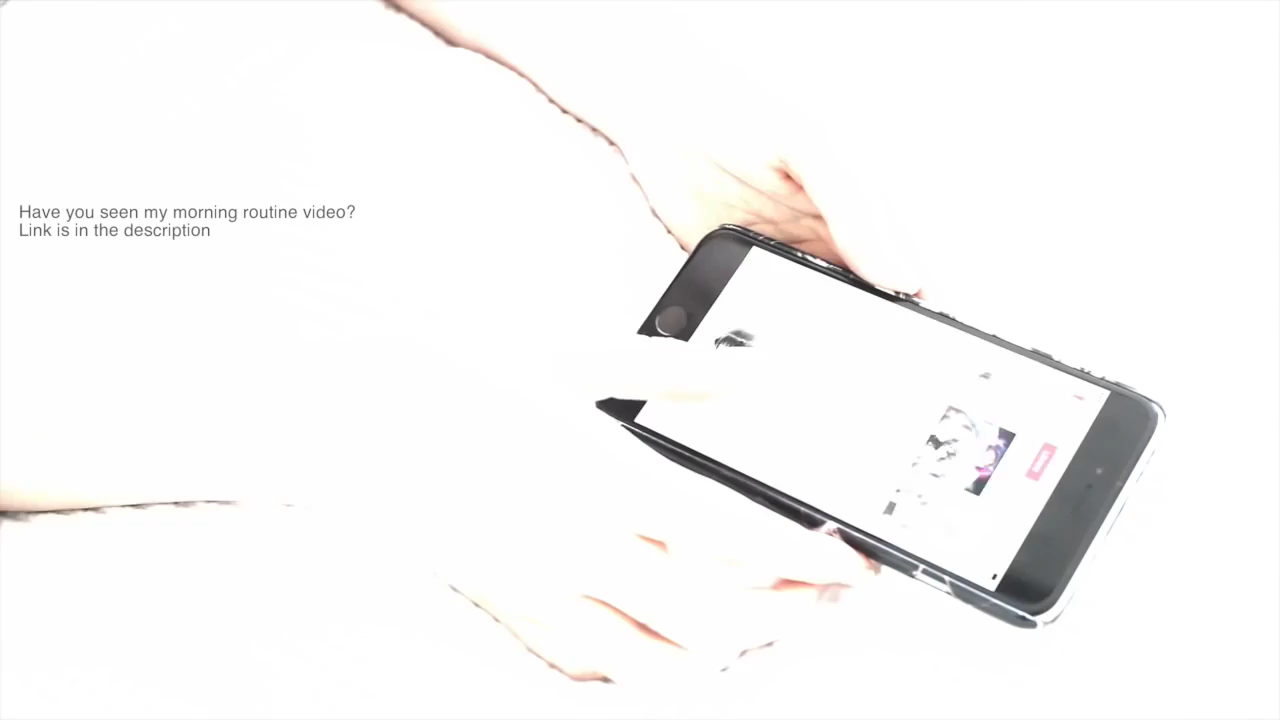 Have you seen my morning routine video?
Link is in the description